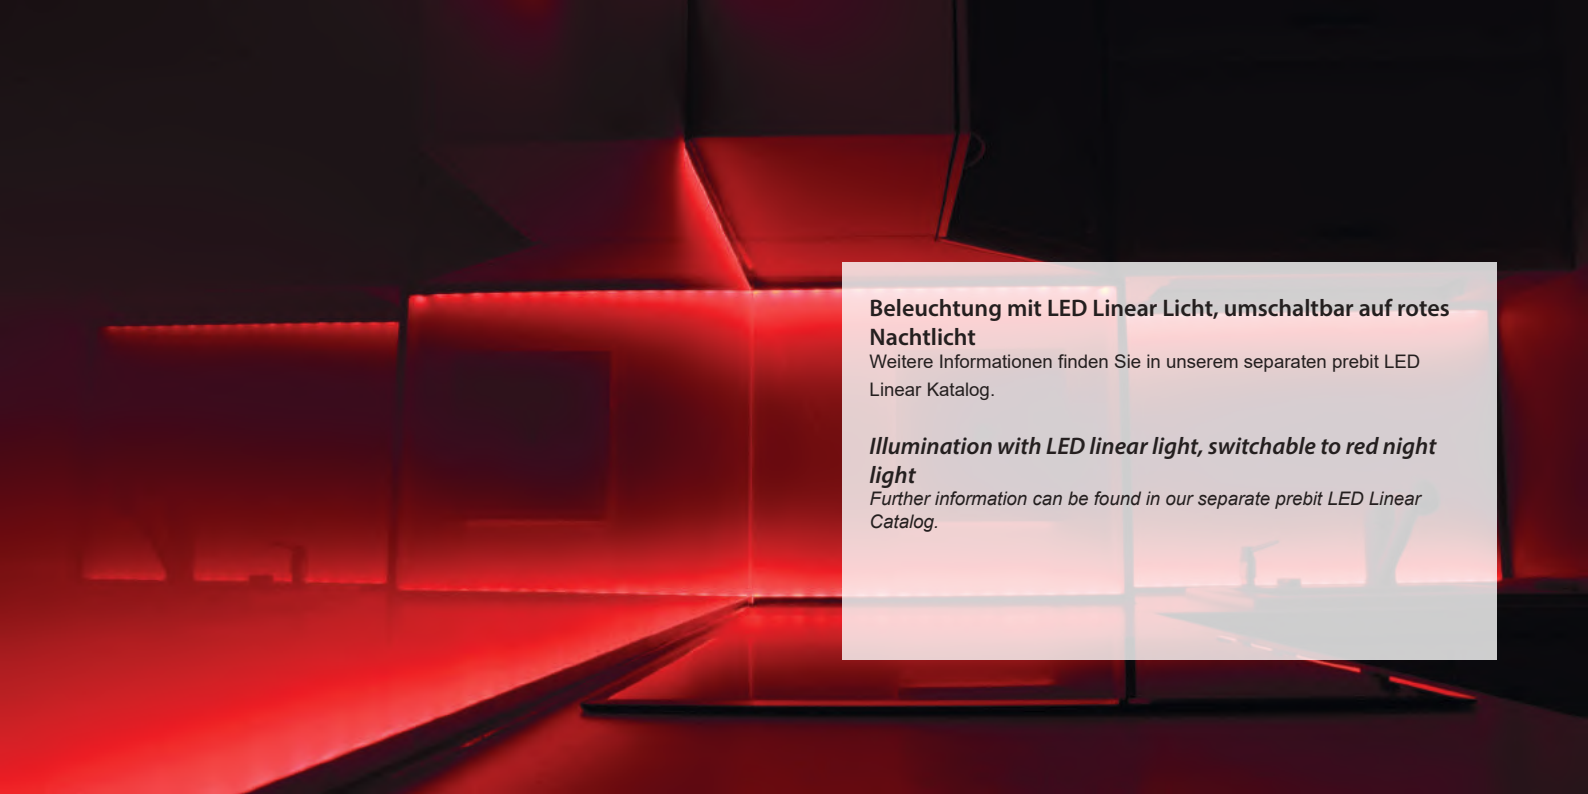 Beleuchtung mit LED Linear Licht, umschaltbar auf rotes
Nachtlicht
Weitere Informationen finden Sie in unserem separaten prebit LED
Linear Katalog.
Illumination with LED linear light, switchable to red night
light
Further information can be found in our separate prebit LED Linear
Catalog.